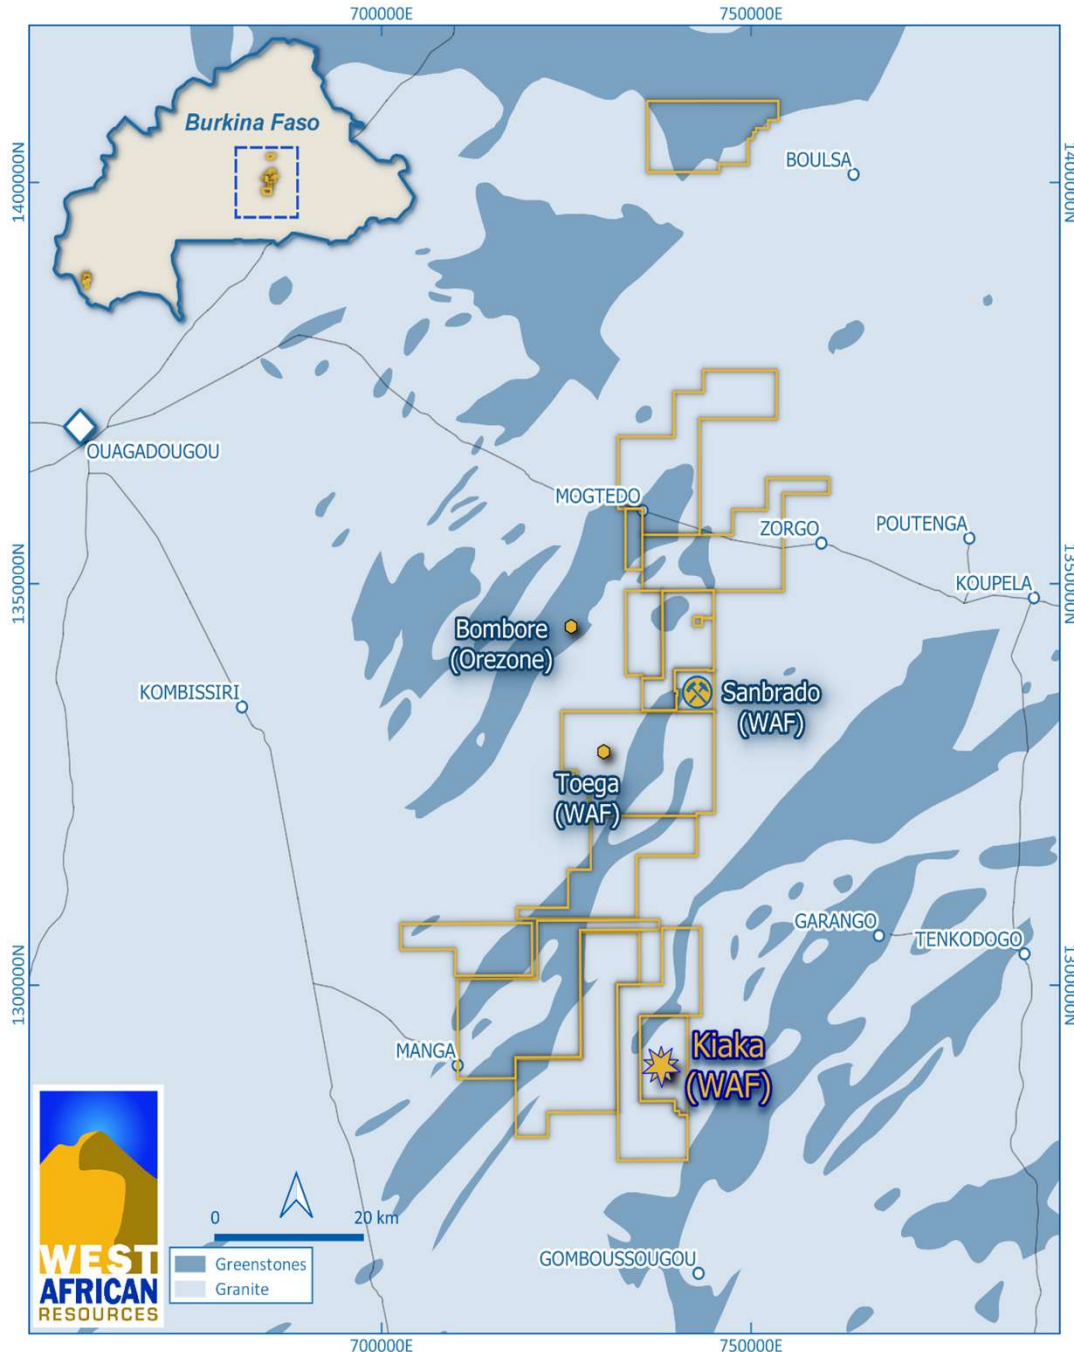 700000E
750000E
Burkina Faso
BOULSA
1400000N
1400000N
OUAGADOUGOU
MOGTEDO
ZORGO
POUTENGA
KOUPELA
1350000N
1350000N
Bombore
(Orezone)
KOMBISSIRI
Sanbrado
(WAF)
Toega
(WAF)
GARANGO
TENKODOGO
1300000N
1300000N
MANGA
Kiaka
(WAF)
0
20 km
GOMBOUSSOUGOU
Greenstones
Granite
WEST
AFRICAN
RESOURCES
700000E
750000E